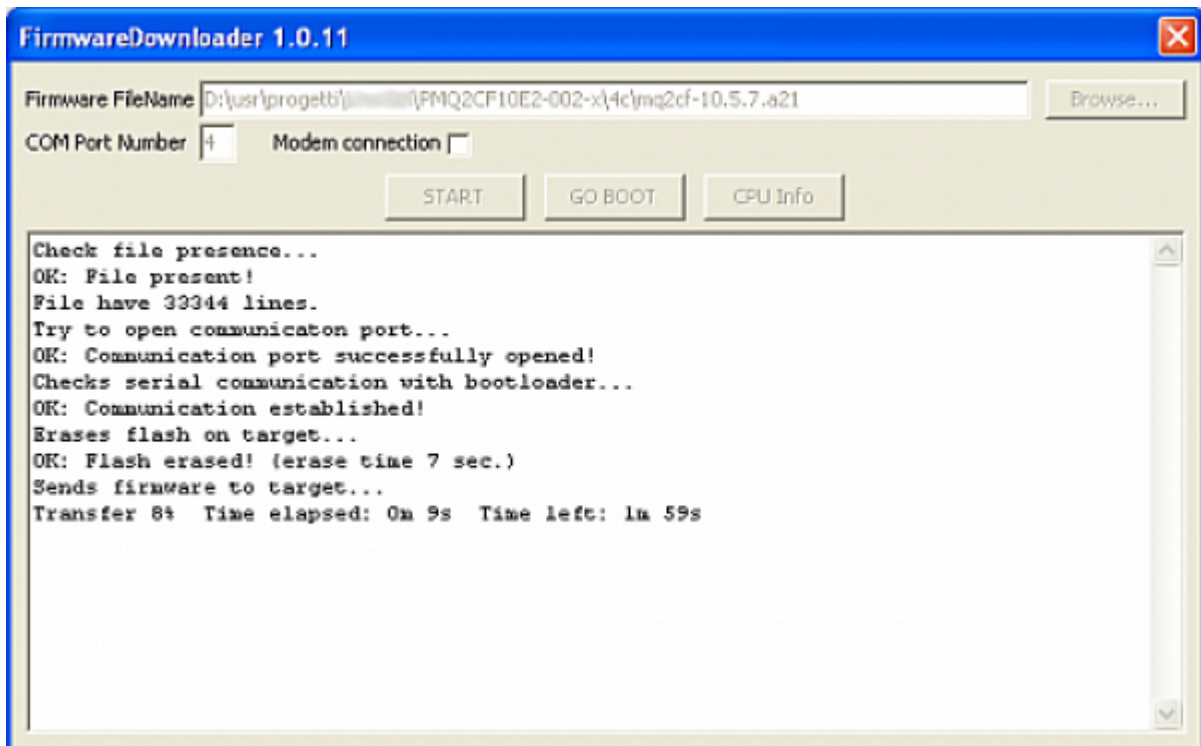 FirmwareDownloader 1.0.11
Firmware FileName D:\usr\progetti\ \PMQ2CF10E2-002-x\4c\mq2cf-10.5.7.a21 Browse...
COM Port Number 4 Modem connection
START GO BOOT CPU Info
Check file presence...
OK: File present!
File have 33344 lines.
Try to open communicaton port...
OK: Communication port successfully opened!
Checks serial communication with bootloader...
OK: Communication established!
Erases flash on target...
OK: Flash erased! (erase time 7 sec.)
Sends firmware to target...
Transfer 8% Time elapsed: 0m 9s Time left: 1m 59s